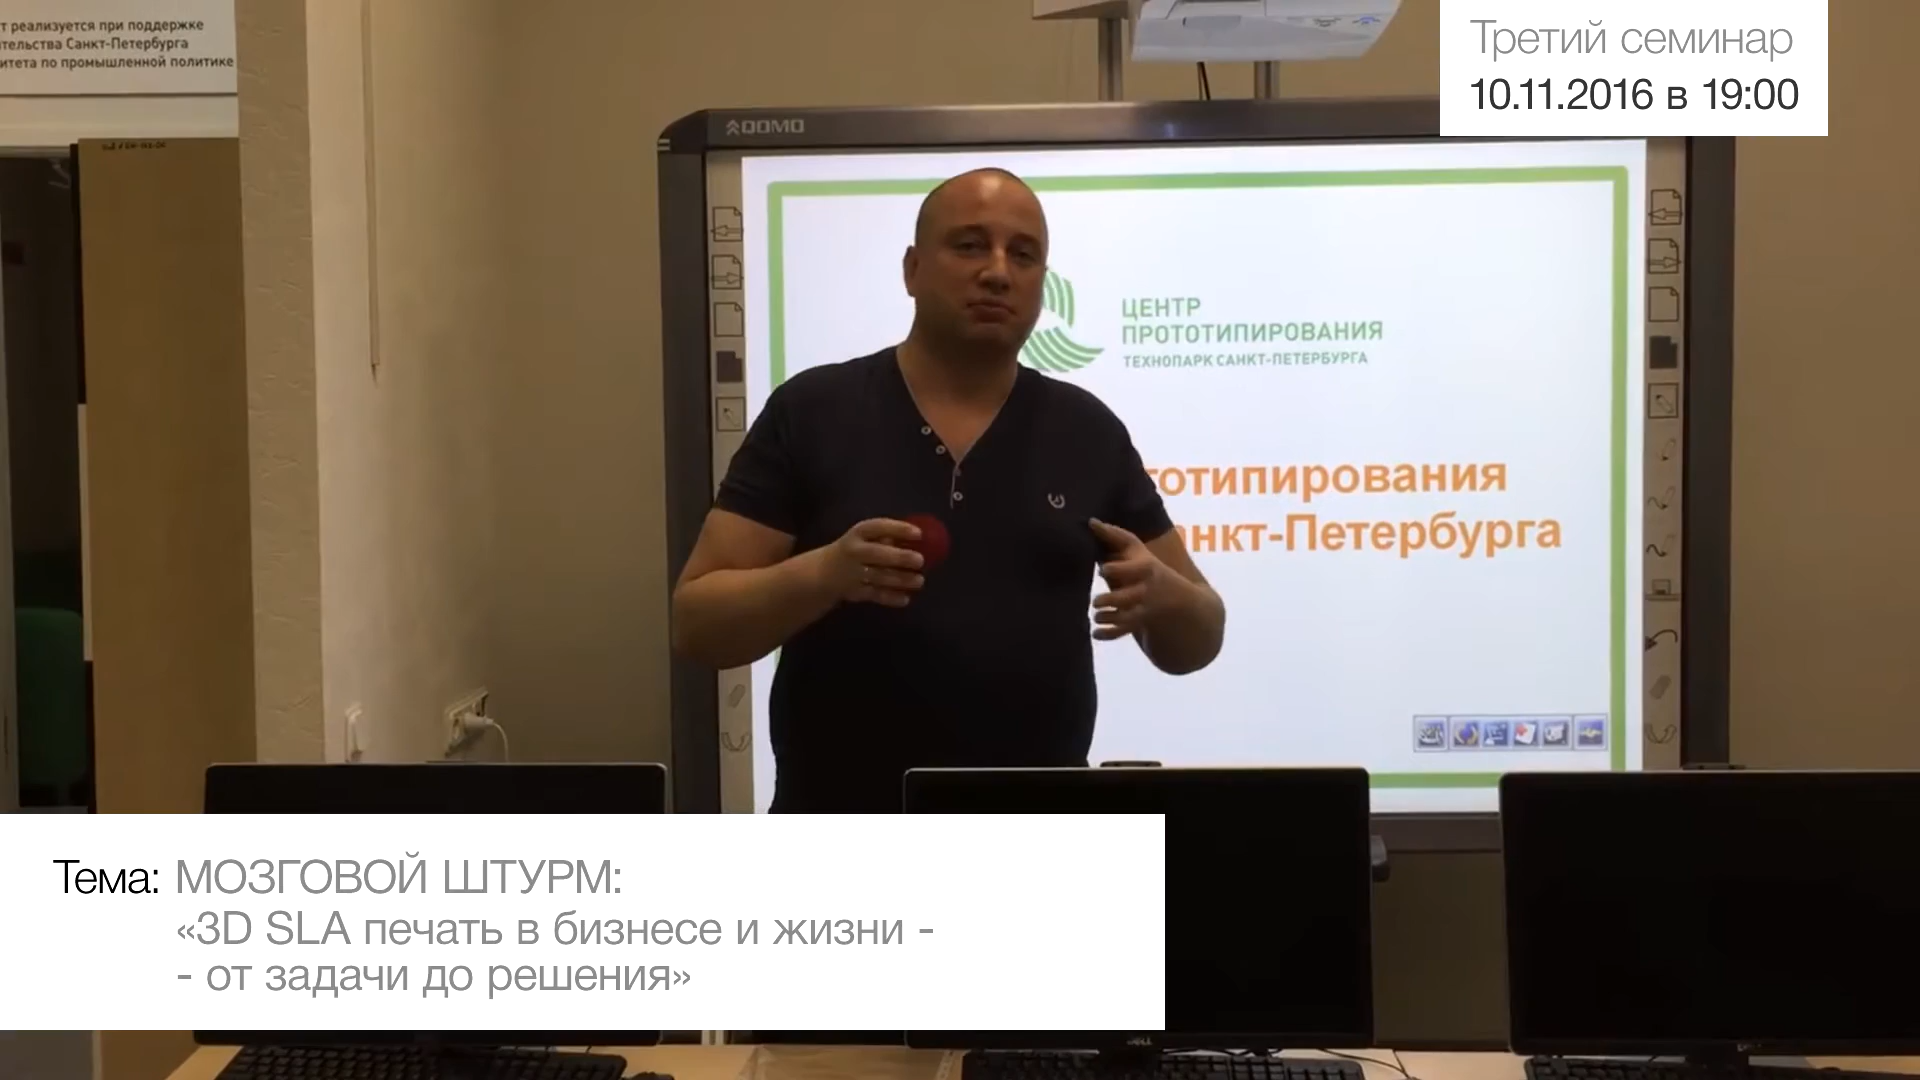 т реализуется при поддержке
тельства Санкт-Петербурга
итета по промышленной политике
Третий семинар
10.11.2016 в 19:00
QOMO
ЦЕНТР
ПРОТОТИПИРОВАНИЯ
ТЕХНОПАРК САНКТ-ПЕТЕРБУРГА
тотипирования
анкт-Петербурга
Тема: МОЗГОВОЙ ШТУРМ:
«3D SLA печать в бизнесе и жизни -
- от задачи до решения»
DELL